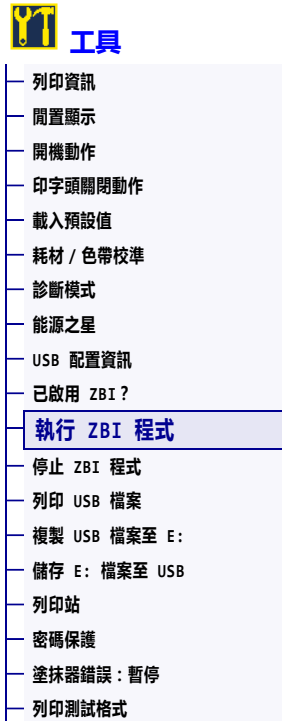 工具
列印資訊
閒置顯示
開機動作
印字頭關閉動作
載入預設值
耗材 / 色帶校準
診斷模式
能源之星
USB 配置資訊
已啟用 ZBI？
執行 ZBI 程式
停止 ZBI 程式
列印 USB 檔案
複製 USB 檔案至 E:
儲存 E: 檔案至 USB
列印站
密碼保護
塗抹器錯誤：暫停
列印測試格式